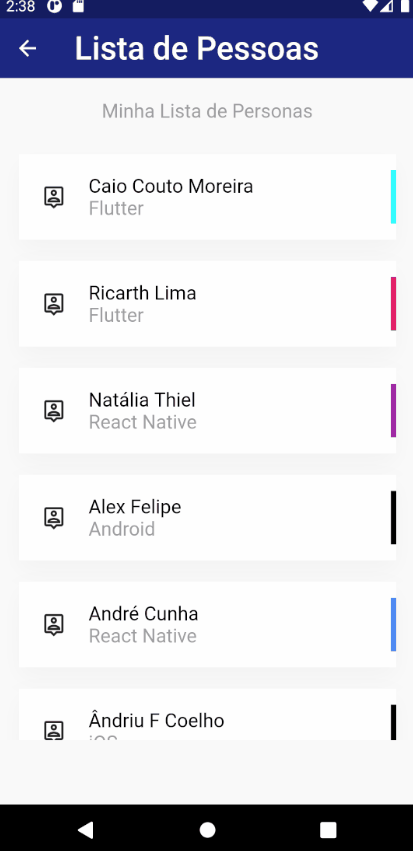 2:38
Lista de Pessoas
Minha Lista de Personas
Caio Couto Moreira
Flutter
Ricarth Lima
Flutter
Natália Thiel
React Native
Alex Felipe
Android
André Cunha
React Native
Ândriu F Coelho
iOS